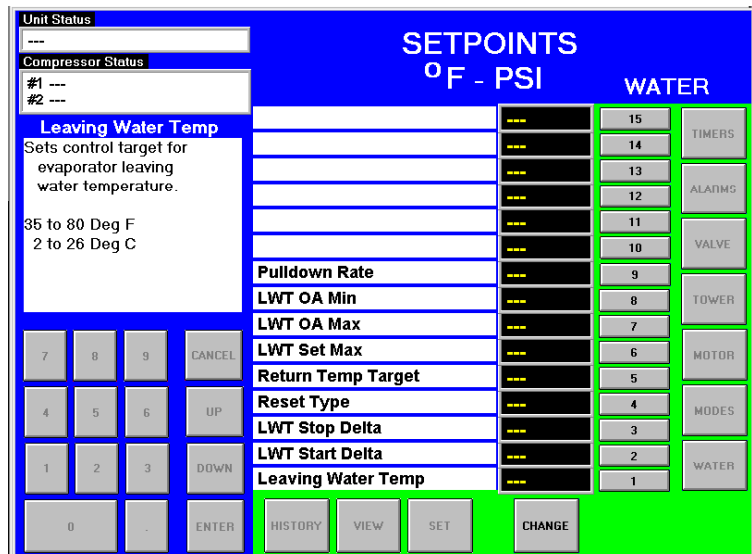 Unit Status
---
Compressor Status
#1 ---
#2 ---
Leaving Water Temp
Sets control target for
evaporator leaving
water temperature.
35 to 80 Deg F
2 to 26 Deg C
7 8 9 CANCEL
4 5 6 UP
1 2 3 DOWN
0 . ENTER
SETPOINTS
°F - PSI
WATER
--- 15
--- 14
--- 13
--- 12
--- 11
--- 10
Pulldown Rate --- 9
LWT OA Min --- 8
LWT OA Max --- 7
LWT Set Max --- 6
Return Temp Target --- 5
Reset Type --- 4
LWT Stop Delta --- 3
LWT Start Delta --- 2
Leaving Water Temp --- 1
TIMERS
ALARMS
VALVE
TOWER
MOTOR
MODES
WATER
HISTORY VIEW SET CHANGE